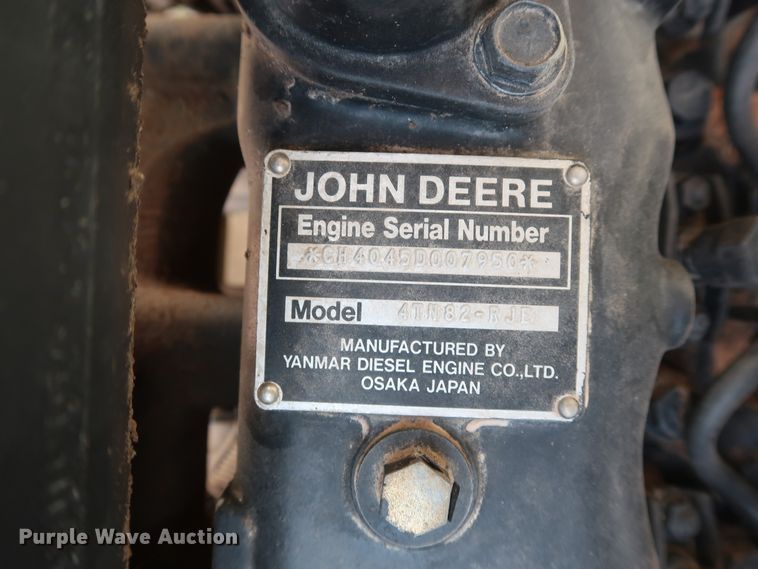 JOHN DEERE
Engine Serial Number
*CH4045D007950*
Model 4TN82-RJE
MANUFACTURED BY
YANMAR DIESEL ENGINE CO.,LTD.
OSAKA JAPAN
Purple Wave Auction®